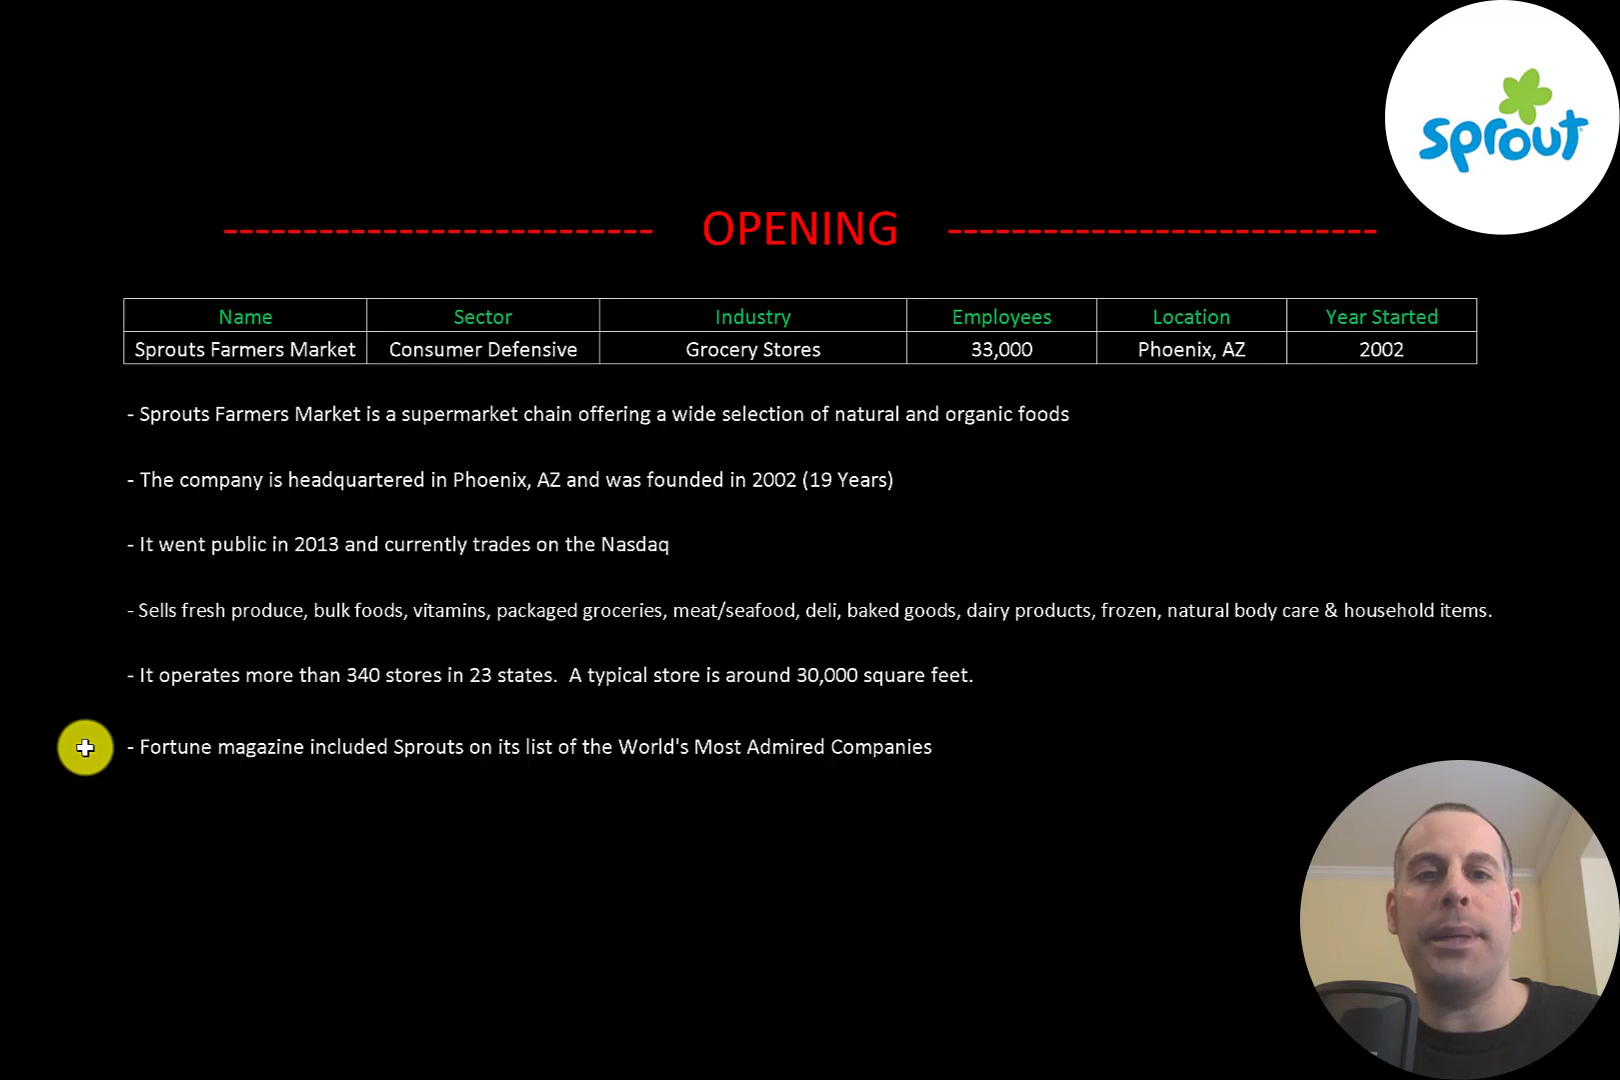 sprout
--------------------------- OPENING ---------------------------
Name Sector Industry Employees Location Year Started
Sprouts Farmers Market Consumer Defensive Grocery Stores 33,000 Phoenix, AZ 2002
- Sprouts Farmers Market is a supermarket chain offering a wide selection of natural and organic foods
- The company is headquartered in Phoenix, AZ and was founded in 2002 (19 Years)
- It went public in 2013 and currently trades on the Nasdaq
- Sells fresh produce, bulk foods, vitamins, packaged groceries, meat/seafood, deli, baked goods, dairy products, frozen, natural body care & household items.
- It operates more than 340 stores in 23 states.  A typical store is around 30,000 square feet.
- Fortune magazine included Sprouts on its list of the World's Most Admired Companies